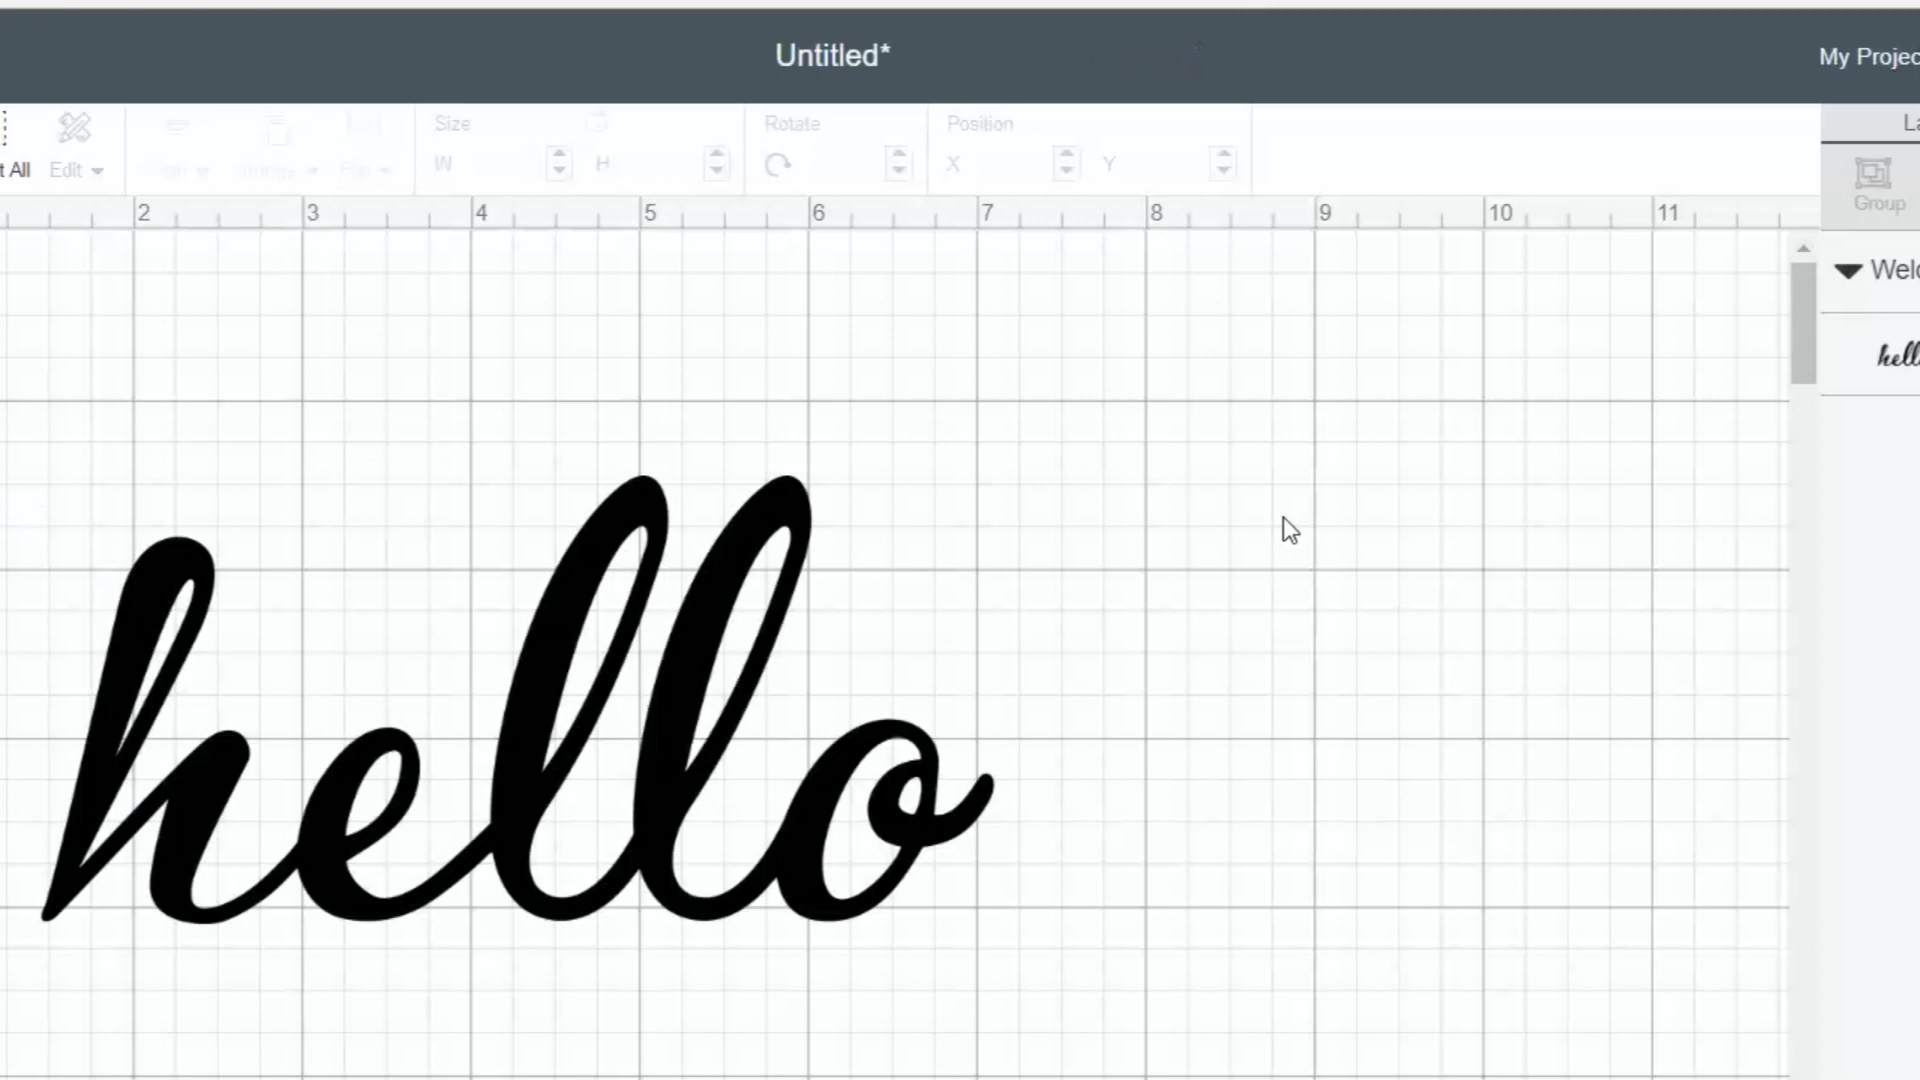 Untitled*
My Projec
t All
Edit
Size
W
H
Rotate
Position
X
Y
La
Group
2 3 4 5 6 7 8 9 10 11
Welc
hell
hello